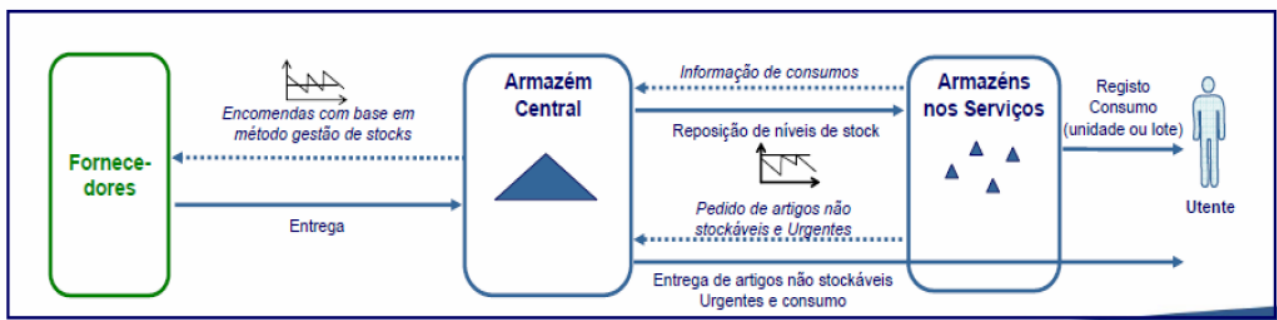 Fornece-
dores
Encomendas com base em
método gestão de stocks
Entrega
Armazém
Central
Informação de consumos
Reposição de níveis de stock
Pedido de artigos não
stockáveis e Urgentes
Entrega de artigos não stockáveis
Urgentes e consumo
Armazéns
nos Serviços
Registo
Consumo
(unidade ou lote)
Utente